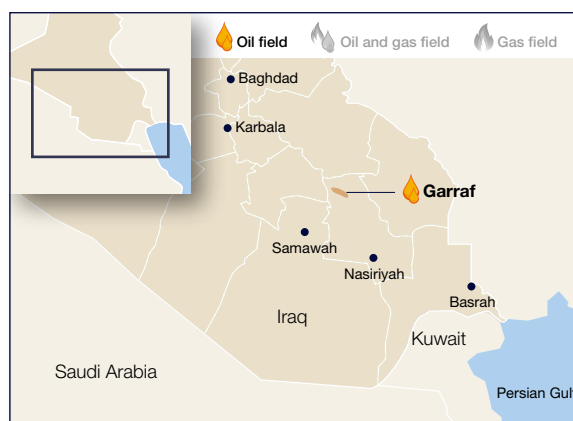 Oil field
Oil and gas field
Gas field
Baghdad
Karbala
Garraf
Samawah
Nasiriyah
Basrah
Iraq
Kuwait
Saudi Arabia
Persian Gulf